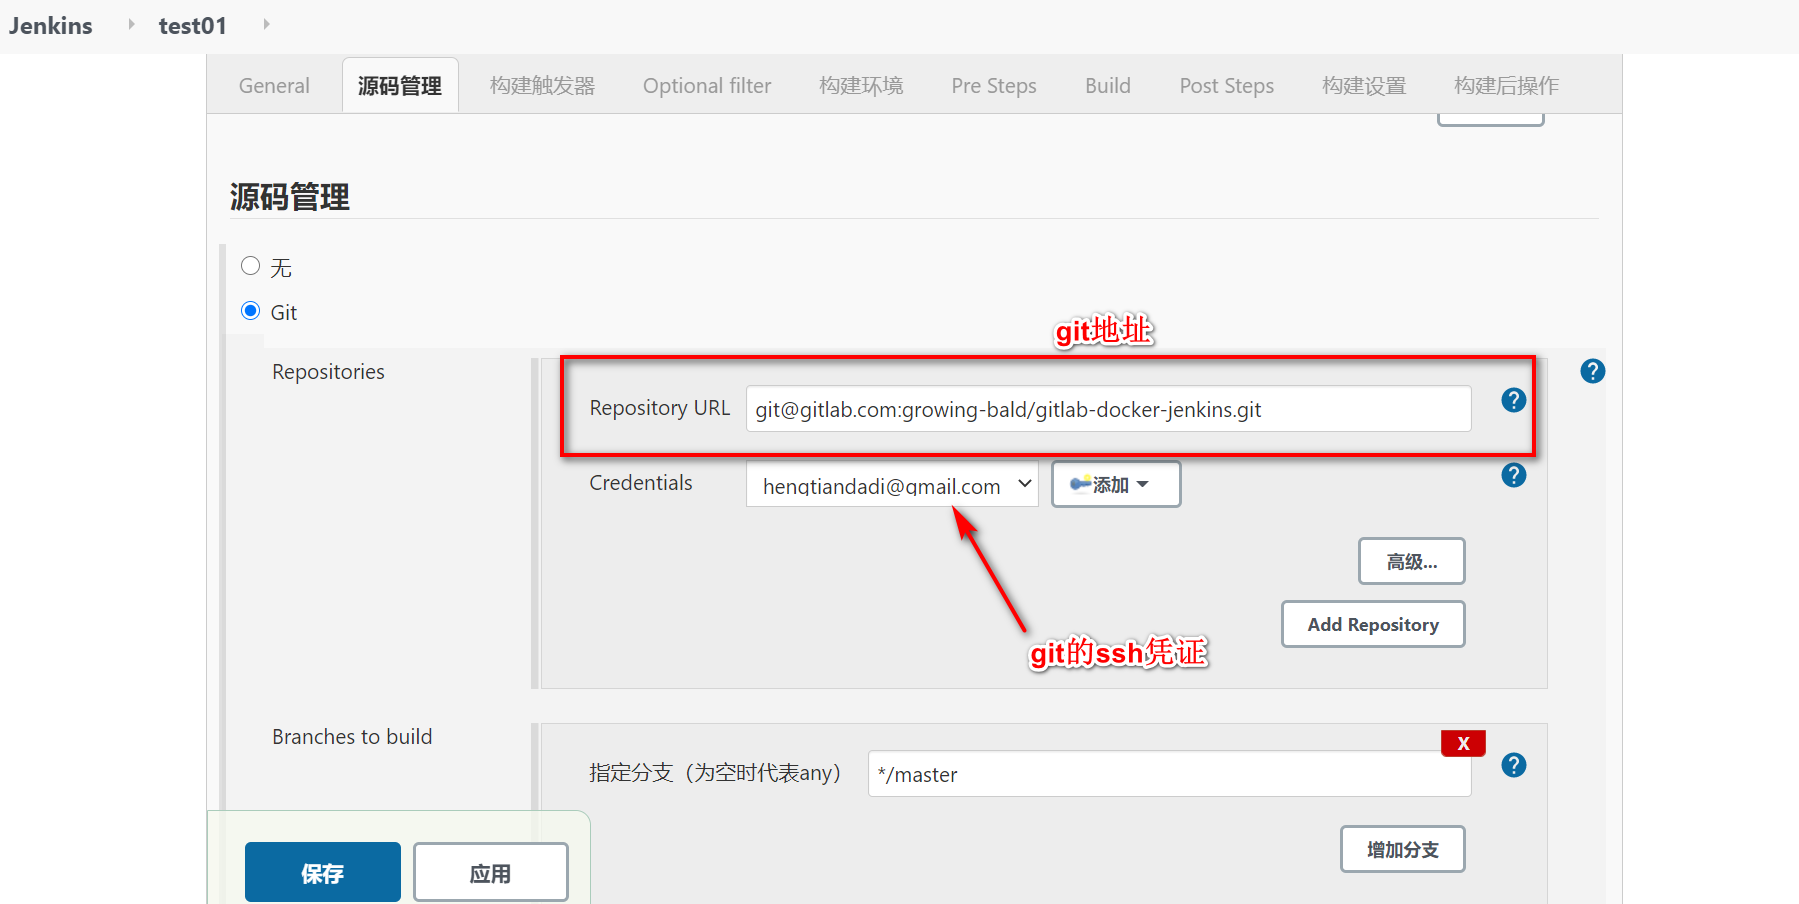 Jenkins test01
General 源码管理 构建触发器 Optional filter 构建环境 Pre Steps Build Post Steps 构建设置 构建后操作
源码管理
无
Git
git地址
Repositories
Repository URL git@gitlab.com:growing-bald/gitlab-docker-jenkins.git
Credentials hengtiandadi@gmail.com 添加
高级...
Add Repository
git的ssh凭证
Branches to build
X
指定分支（为空时代表any） */master
增加分支
保存 应用